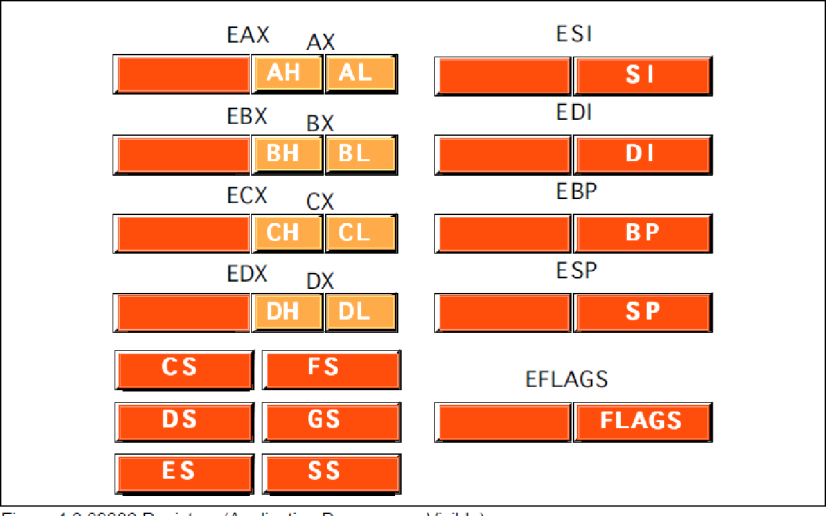 EAX AX
AH AL
EBX BX
BH BL
ECX CX
CH CL
EDX DX
DH DL
CS FS
DS GS
ES SS
ESI
SI
EDI
DI
EBP
BP
ESP
SP
EFLAGS
FLAGS